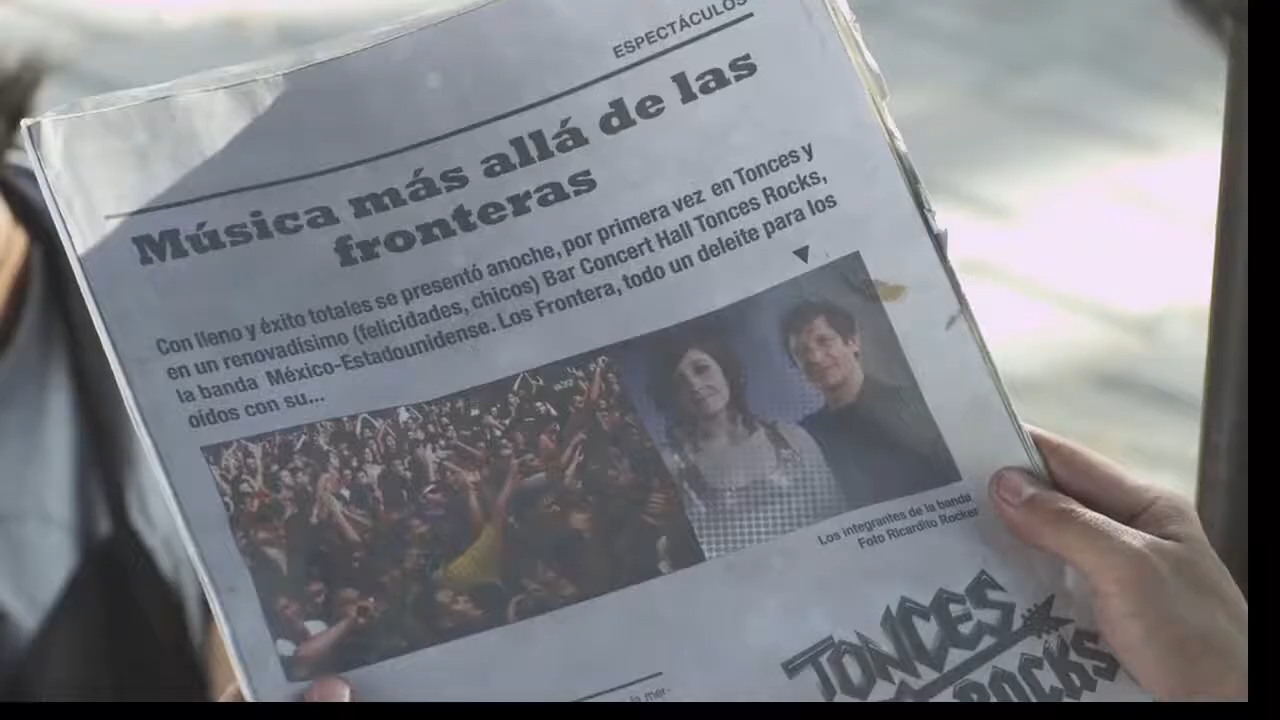 ESPECTÁCULOS
Música más allá de las
fronteras
Con lleno y éxito totales se presentó anoche, por primera vez en Tonces y
en un renovadísimo (felicidades, chicos) Bar Concert Hall Tonces Rocks,
la banda México-Estadounidense. Los Frontera, todo un deleite para los
oídos con su...
Los integrantes de la banda
Foto Ricardito Rocker
TONCES
ROCKS
la mer-